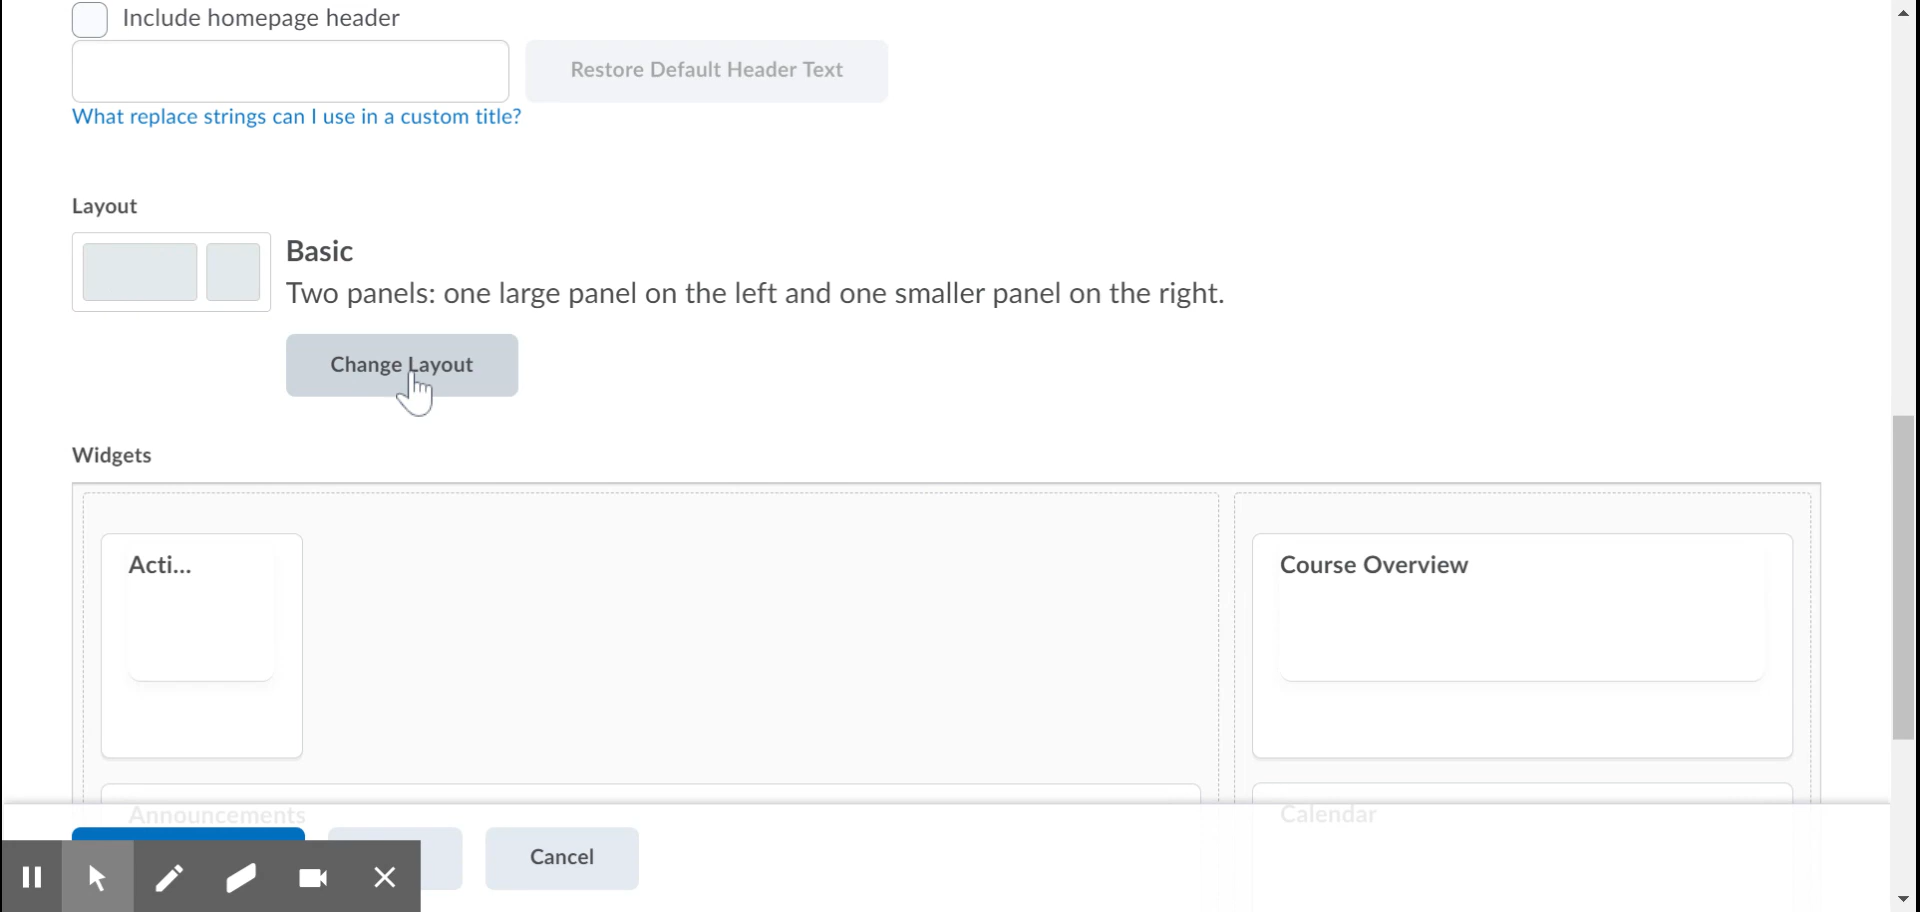 Include homepage header
Restore Default Header Text
What replace strings can I use in a custom title?
Layout
Basic
Two panels: one large panel on the left and one smaller panel on the right.
Change Layout
Widgets
Acti...
Course Overview
Announcements
Calendar
Cancel